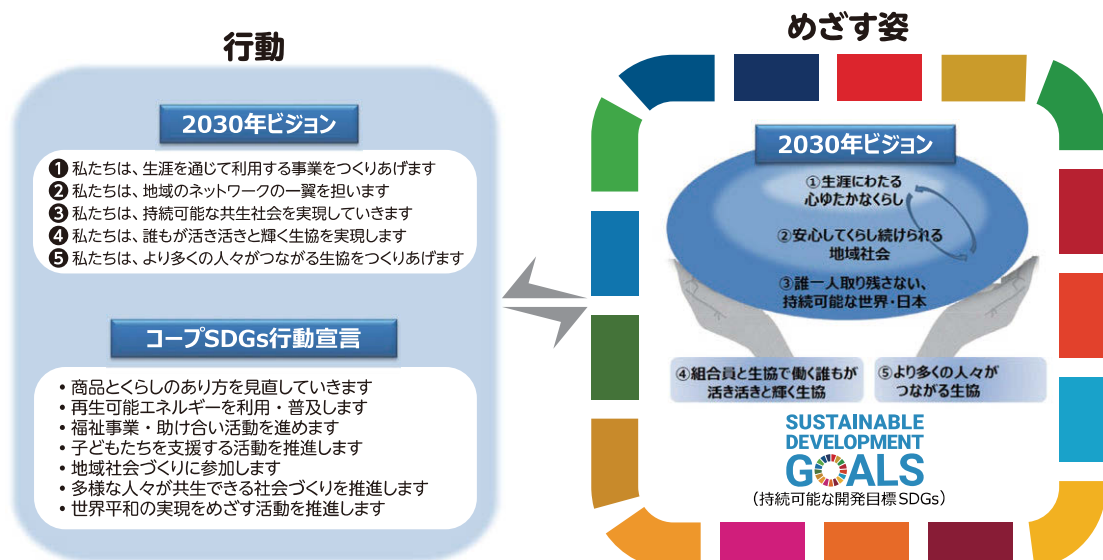 行動
2030年ビジョン
❶ 私たちは、生涯を通じて利用する事業をつくりあげます
❷ 私たちは、地域のネットワークの一翼を担います
❸ 私たちは、持続可能な共生社会を実現していきます
❹ 私たちは、誰もが活き活きと輝く生協を実現します
❺ 私たちは、より多くの人々がつながる生協をつくりあげます
コープSDGs行動宣言
• 商品とくらしのあり方を見直していきます
• 再生可能エネルギーを利用・普及します
• 福祉事業・助け合い活動を進めます
• 子どもたちを支援する活動を推進します
• 地域社会づくりに参加します
• 多様な人々が共生できる社会づくりを推進します
• 世界平和の実現をめざす活動を推進します
めざす姿
2030年ビジョン
①生涯にわたる
心ゆたかなくらし
②安心してくらし続けられる
地域社会
③誰一人取り残さない、
持続可能な世界・日本
④組合員と生協で働く誰もが
活き活きと輝く生協
⑤より多くの人々が
つながる生協
SUSTAINABLE
DEVELOPMENT
GOALS
(持続可能な開発目標SDGs)